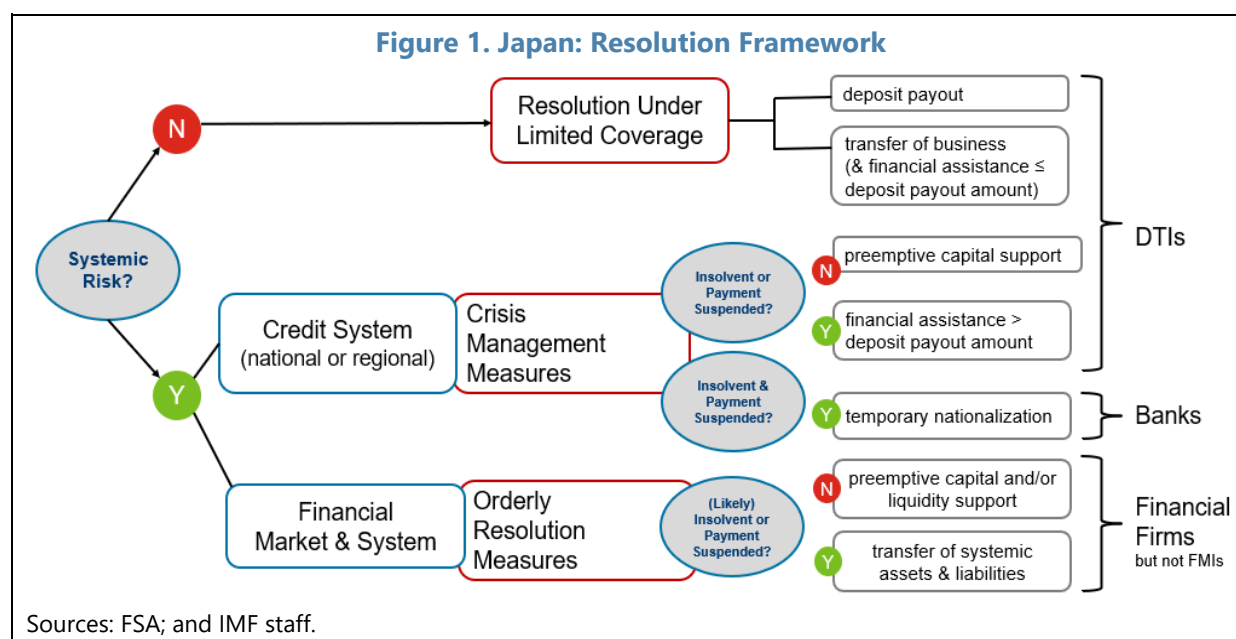 Figure 1. Japan: Resolution Framework
N
Resolution Under
Limited Coverage
deposit payout
transfer of business
(& financial assistance ≤
deposit payout amount)
DTIs
Systemic
Risk?
Y
Credit System
(national or regional)
Crisis
Management
Measures
Insolvent or
Payment
Suspended?
N
preemptive capital support
Y
financial assistance >
deposit payout amount
Insolvent &
Payment
Suspended?
Y
temporary nationalization
Banks
Financial
Market & System
Orderly
Resolution
Measures
(Likely)
Insolvent or
Payment
Suspended?
N
preemptive capital and/or
liquidity support
Y
transfer of systemic
assets & liabilities
Financial
Firms
but not FMIs
Sources: FSA; and IMF staff.